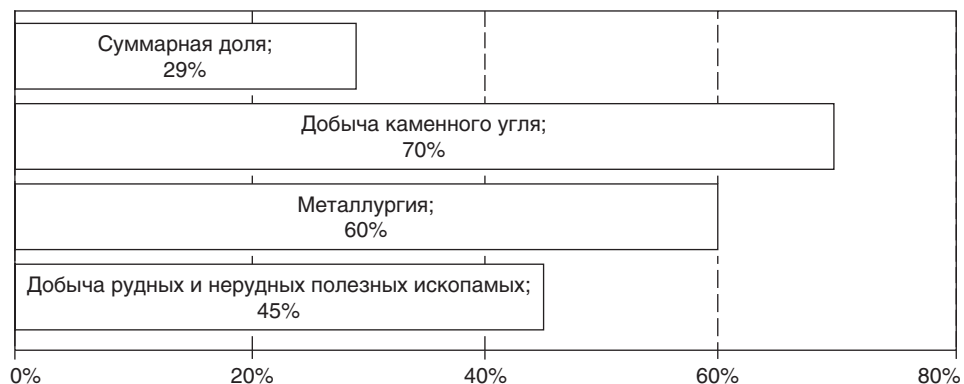 Суммарная доля;
29%
Добыча каменного угля;
70%
Металлургия;
60%
Добыча рудных и нерудных полезных ископамых;
45%
0% 20% 40% 60% 80%